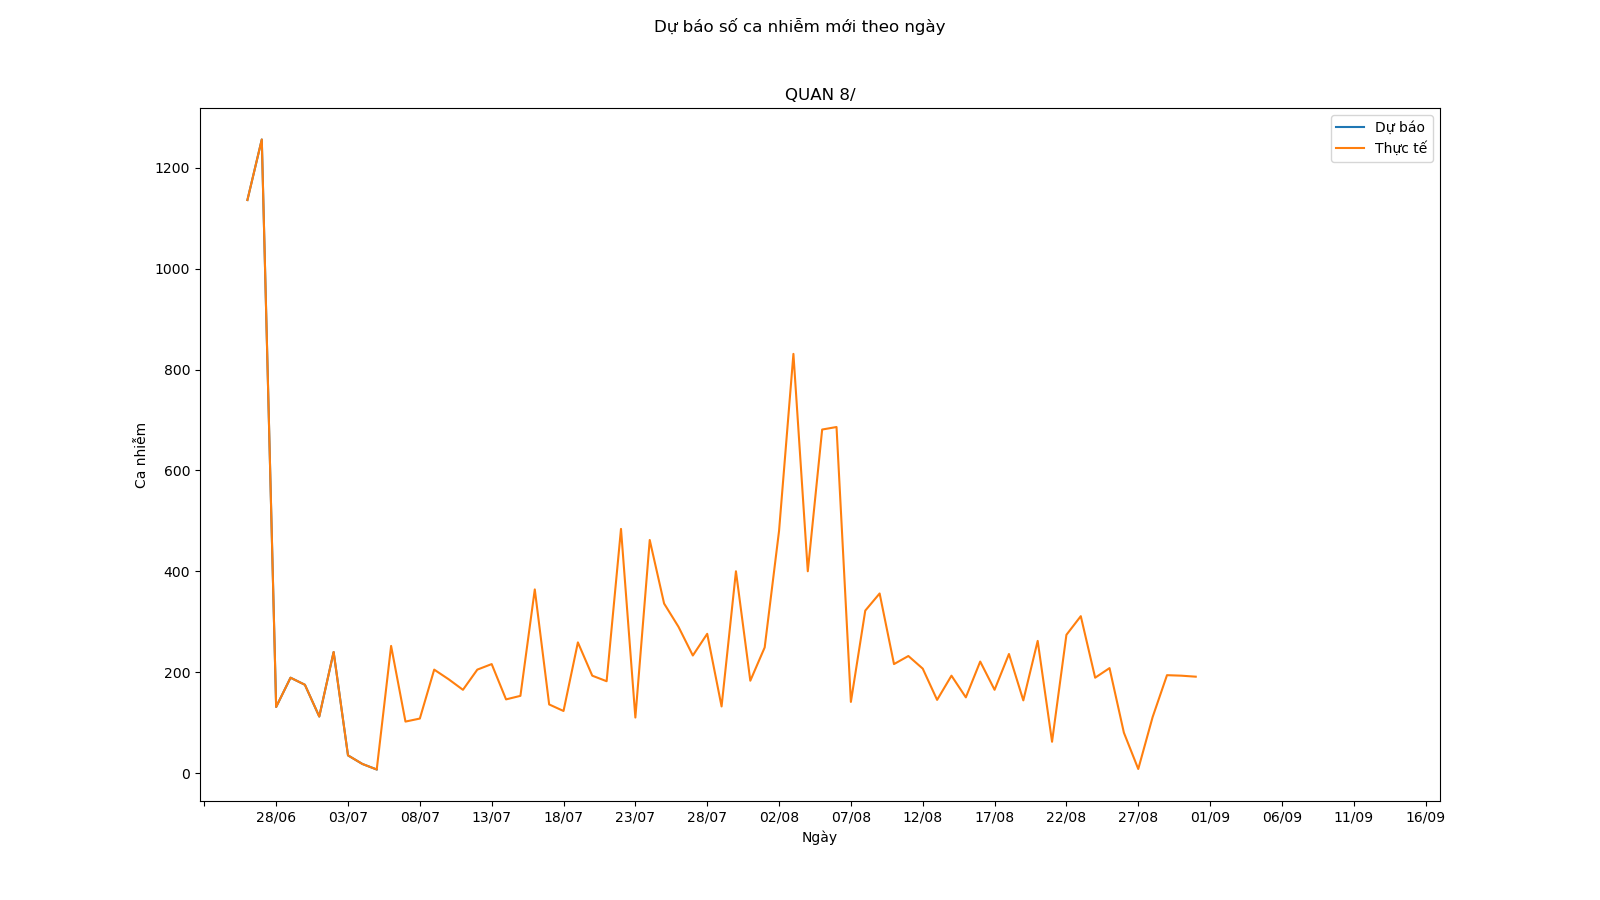 Dự báo số ca nhiễm mới theo ngày
QUAN 8/
Dự báo
Thực tế
1200
1000
800
600
400
200
0
Ca nhiễm
28/06 03/07 08/07 13/07 18/07 23/07 28/07 02/08 07/08 12/08 17/08 22/08 27/08 01/09 06/09 11/09 16/09
Ngày